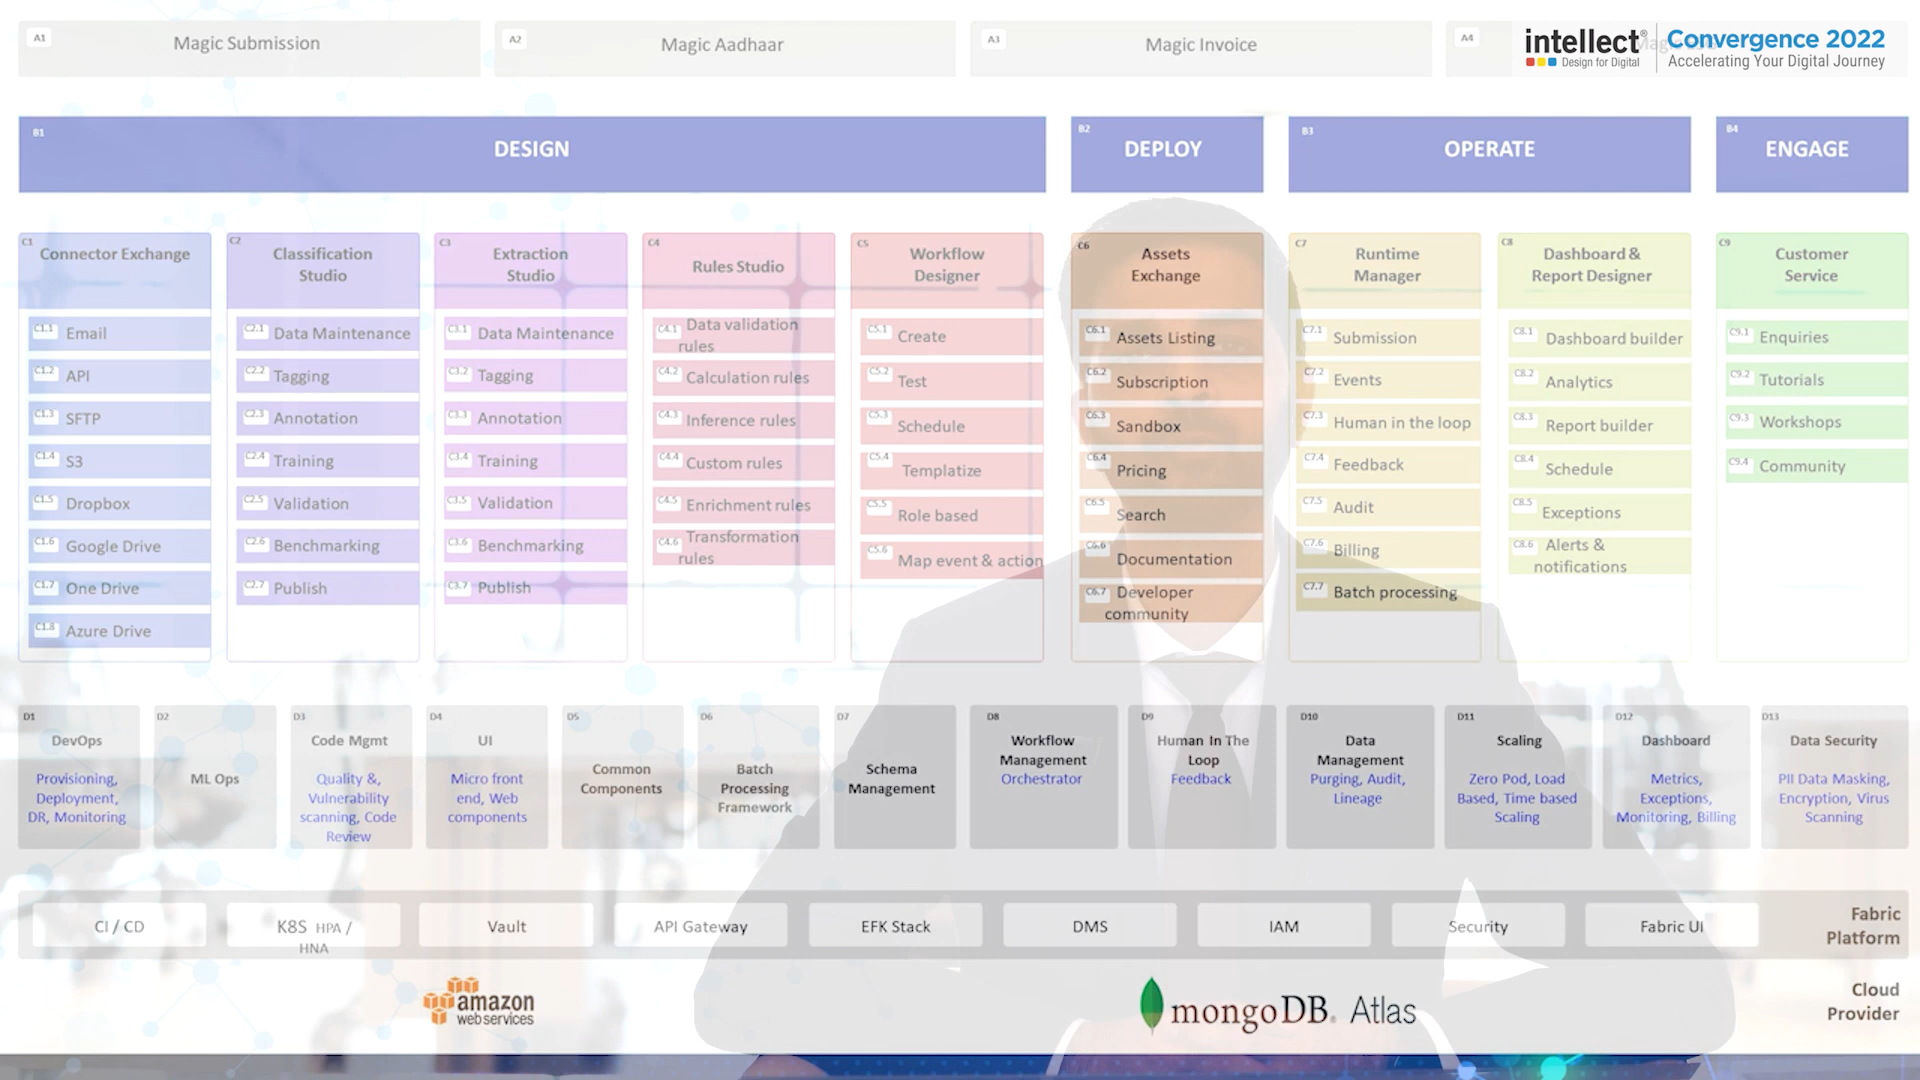 A1
Magic Submission
A2
Magic Aadhaar
A3
Magic Invoice
A4
intellect®
Design for Digital
Convergence 2022
Accelerating Your Digital Journey
B1
DESIGN
B2
DEPLOY
B3
OPERATE
B4
ENGAGE
C1
Connector Exchange
C1.1 Email
C1.2 API
C1.3 SFTP
C1.4 S3
C1.5 Dropbox
C1.6 Google Drive
C1.7 One Drive
C1.8 Azure Drive
C2
Classification
Studio
C2.1 Data Maintenance
C2.2 Tagging
C2.3 Annotation
C2.4 Training
C2.5 Validation
C2.6 Benchmarking
C2.7 Publish
C3
Extraction
Studio
C3.1 Data Maintenance
C3.2 Tagging
C3.3 Annotation
C3.4 Training
C3.5 Validation
C3.6 Benchmarking
C3.7 Publish
C4
Rules Studio
C4.1 Data validation
rules
C4.2 Calculation rules
C4.3 Inference rules
C4.4 Custom rules
C4.5 Enrichment rules
C4.6 Transformation
rules
C5
Workflow
Designer
C5.1 Create
C5.2 Test
C5.3 Schedule
C5.4 Templatize
C5.5 Role based
C5.6 Map event & action
C6
Assets
Exchange
C6.1 Assets Listing
C6.2 Subscription
C6.3 Sandbox
C6.4 Pricing
C6.5 Search
C6.6 Documentation
C6.7 Developer
community
C7
Runtime
Manager
C7.1 Submission
C7.2 Events
C7.3 Human in the loop
C7.4 Feedback
C7.5 Audit
C7.6 Billing
C7.7 Batch processing
C8
Dashboard &
Report Designer
C8.1 Dashboard builder
C8.2 Analytics
C8.3 Report builder
C8.4 Schedule
C8.5 Exceptions
C8.6 Alerts &
notifications
C9
Customer
Service
C9.1 Enquiries
C9.2 Tutorials
C9.3 Workshops
C9.4 Community
D1
DevOps
Provisioning,
Deployment,
DR, Monitoring
D2
ML Ops
D3
Code Mgmt
Quality &,
Vulnerability
scanning, Code
Review
D4
UI
Micro front
end, Web
components
D5
Common
Components
D6
Batch
Processing
Framework
D7
Schema
Management
D8
Workflow
Management
Orchestrator
D9
Human In The
Loop
Feedback
D10
Data
Management
Purging, Audit,
Lineage
D11
Scaling
Zero Pod, Load
Based, Time based
Scaling
D12
Dashboard
Metrics,
Exceptions,
Monitoring, Billing
D13
Data Security
PII Data Masking,
Encryption, Virus
Scanning
CI / CD
K8S HPA /
HNA
Vault
API Gateway
EFK Stack
DMS
IAM
Security
Fabric UI
Fabric
Platform
amazon
webservices
mongoDB. Atlas
Cloud
Provider